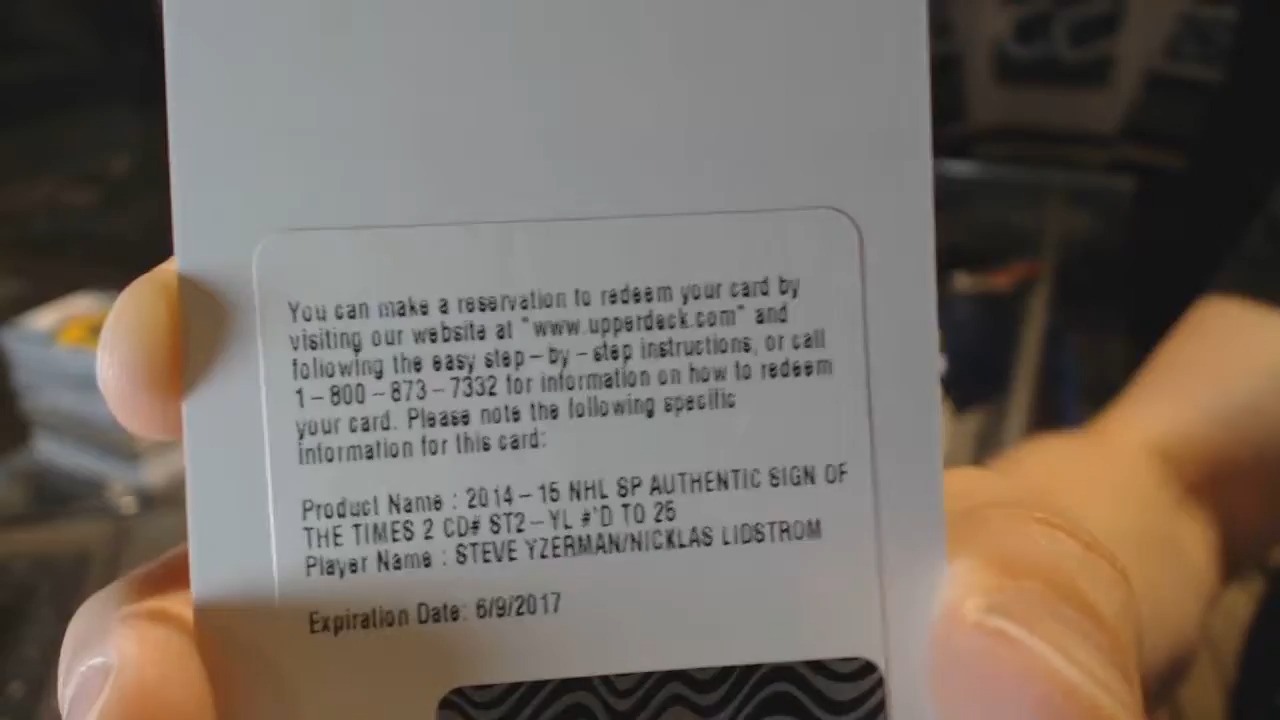 You can make a reservation to redeem your card by
visiting our website at "www.upperdeck.com" and
following the easy step-by-step instructions, or call
1-800-873-7332 for information on how to redeem
your card. Please note the following specific
information for this card:
Product Name : 2014-15 NHL SP AUTHENTIC SIGN OF
THE TIMES 2 CD# ST2-YL #'D TO 25
Player Name : STEVE YZERMAN/NICKLAS LIDSTROM
Expiration Date: 6/9/2017